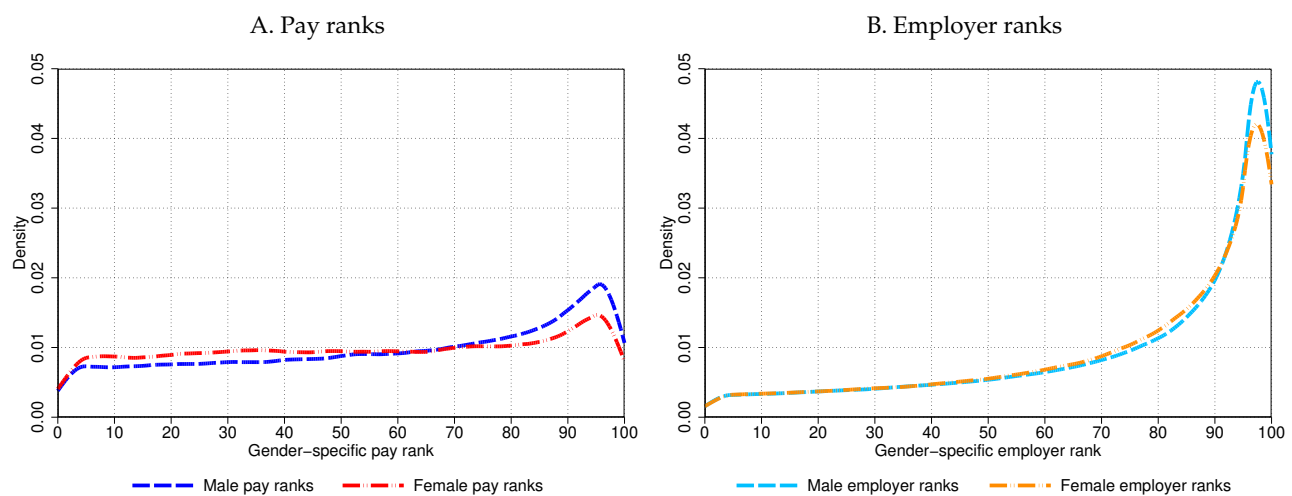 A. Pay ranks
0.05
0.04
0.03
0.02
0.01
0.00
Density
0 10 20 30 40 50 60 70 80 90 100
Gender−specific pay rank
Male pay ranks Female pay ranks
B. Employer ranks
0.05
0.04
0.03
0.02
0.01
0.00
Density
0 10 20 30 40 50 60 70 80 90 100
Gender−specific employer rank
Male employer ranks Female employer ranks